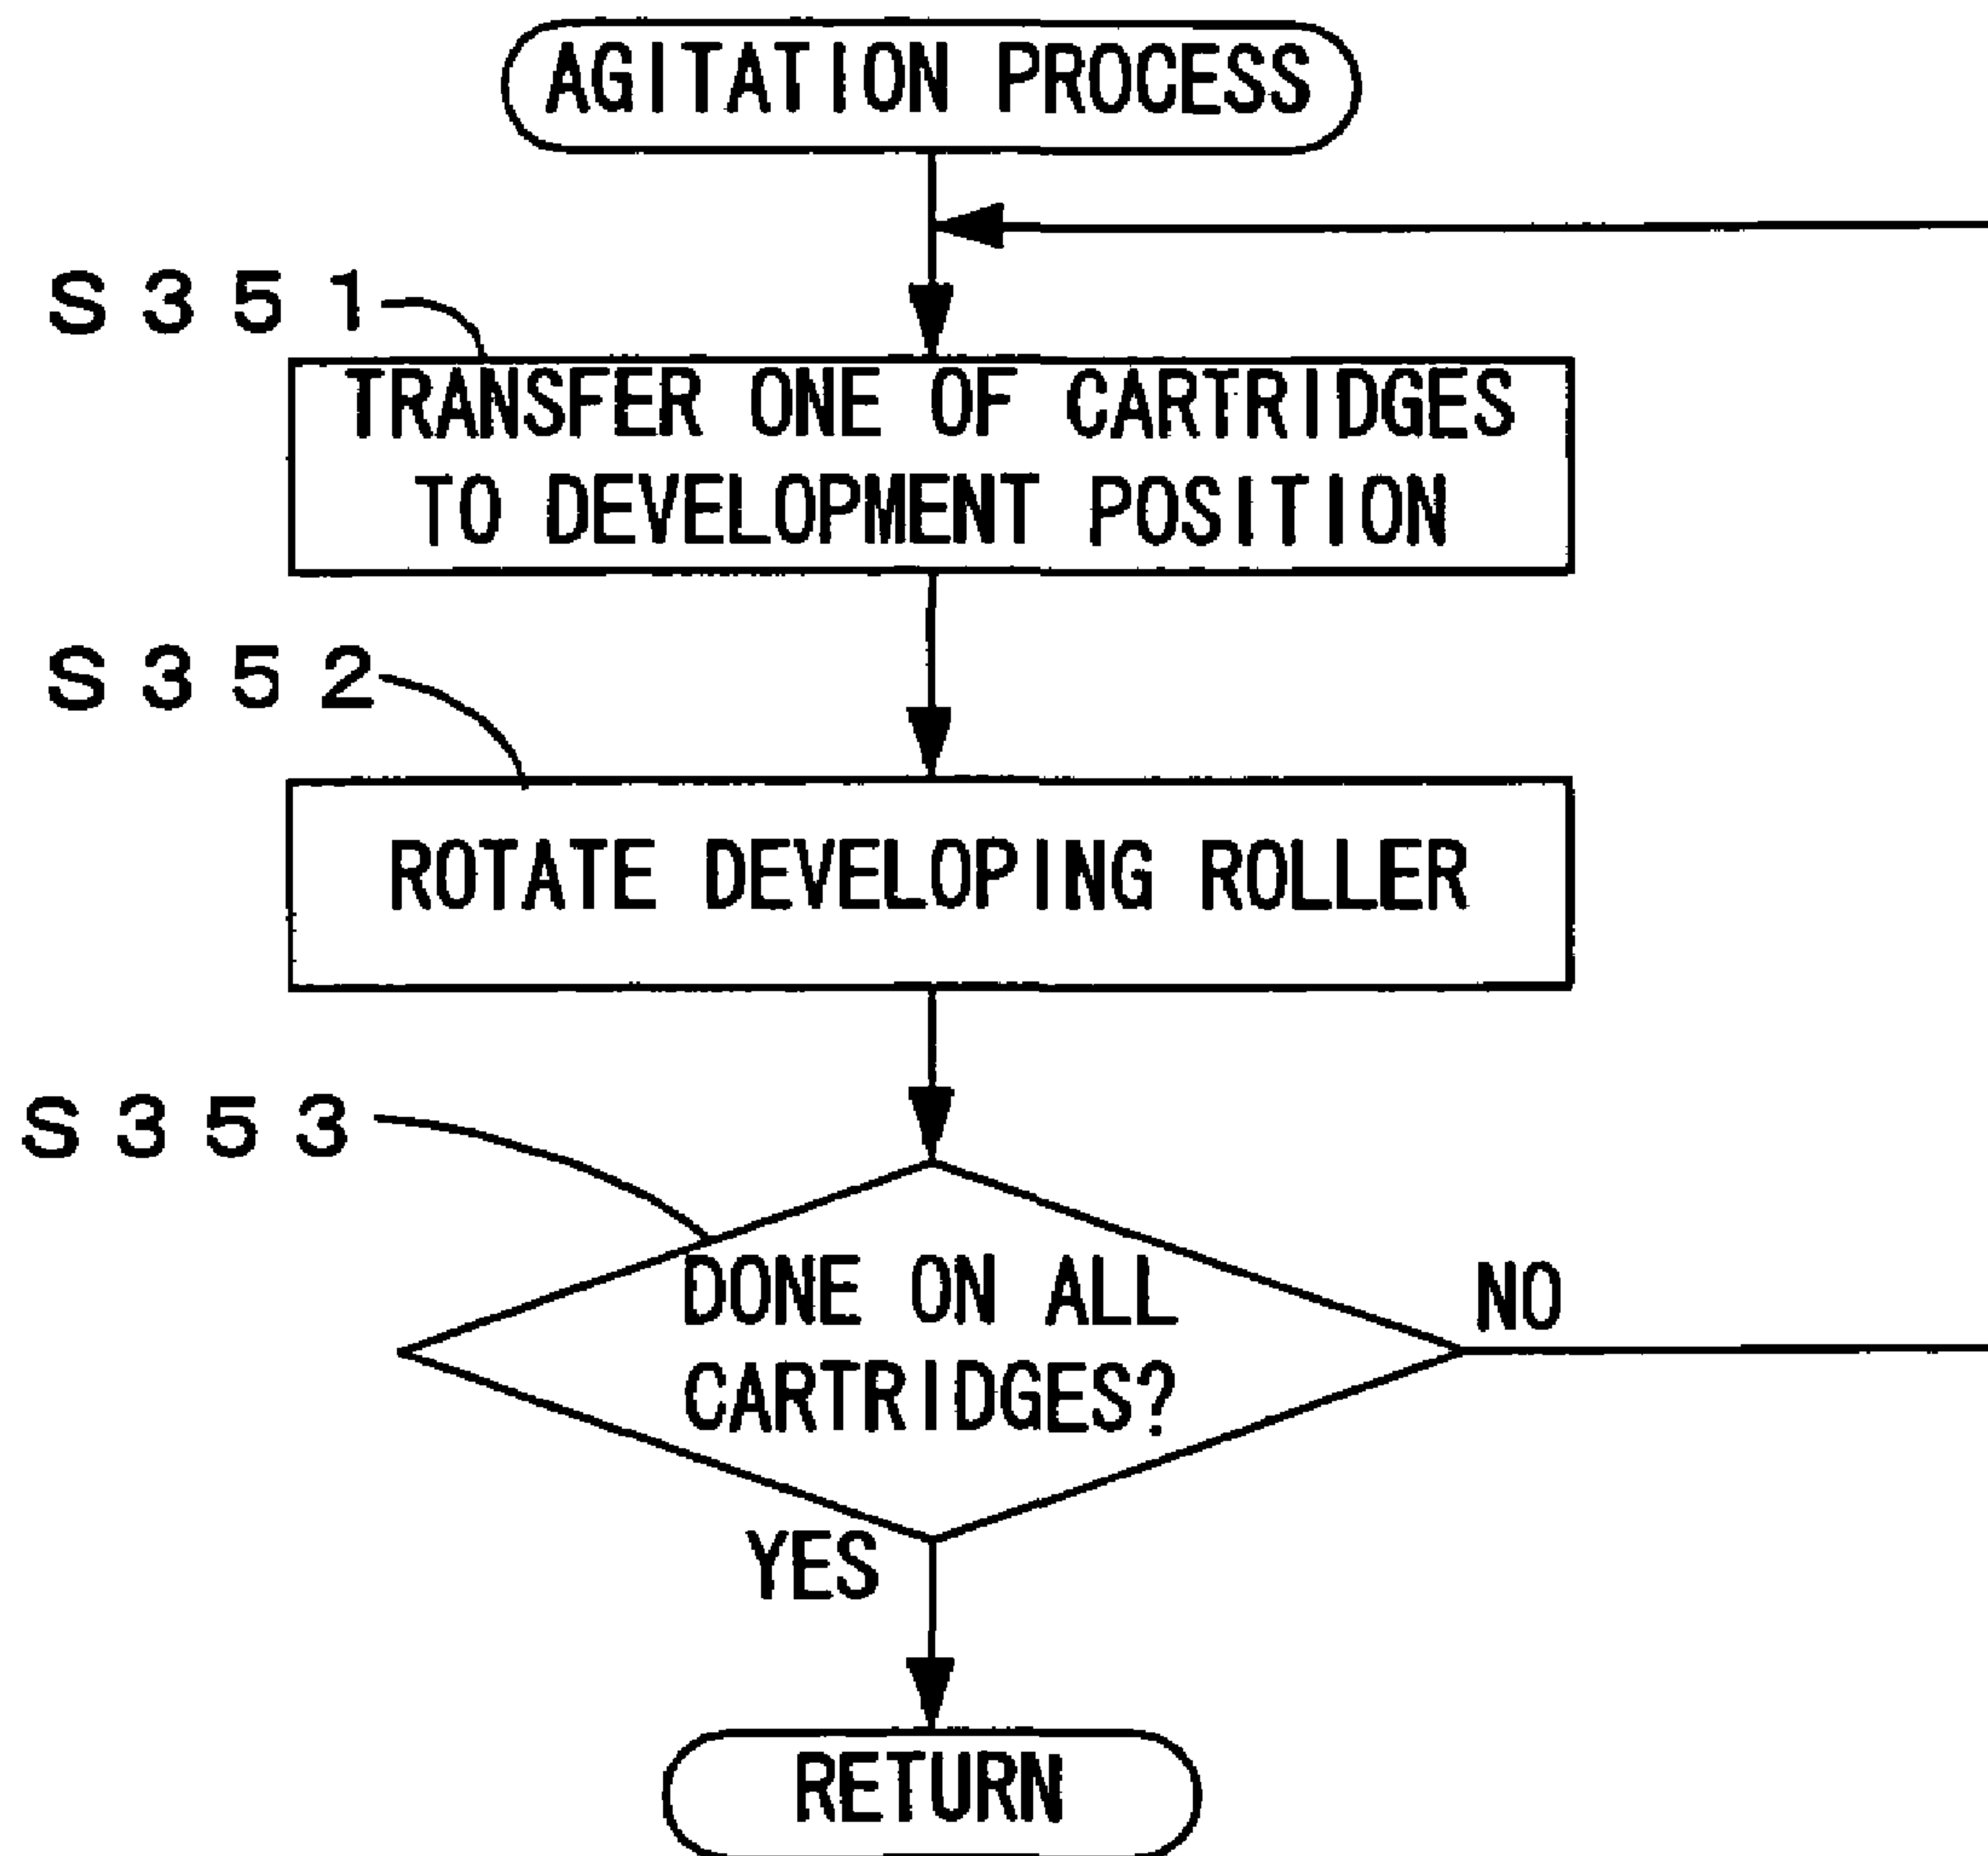 AGITATION PROCESS
S351
TRANSFER ONE OF CARTRIDGES
TO DEVELOPMENT POSITION
S352
ROTATE DEVELOPING ROLLER
S353
DONE ON ALL
CARTRIDGES?
NO
YES
RETURN